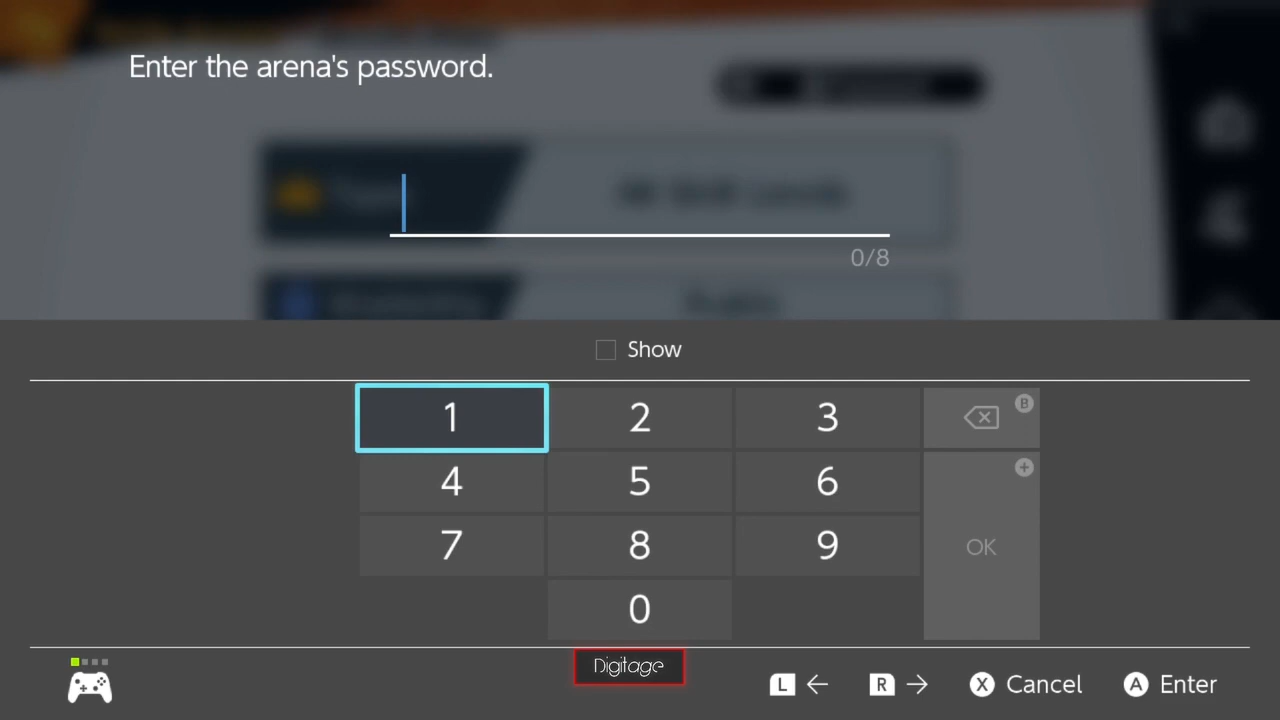 Enter the arena's password.
0/8
Show
1 2 3 B
4 5 6 +
7 8 9 OK
0
Digitage
L ← R → X Cancel A Enter